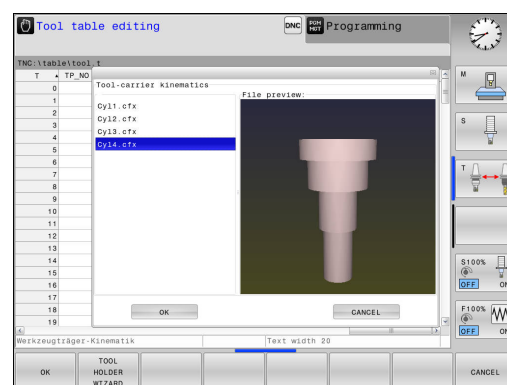 Tool table editing
DNC
PGM MGT
Programming
TNC:\table\tool.t
T TP_NO
0
1
2
3
4
5
6
7
8
9
10
11
12
13
14
15
16
17
18
19
Tool-carrier kinematics
File preview:
Cyl1.cfx
Cyl2.cfx
Cyl3.cfx
Cyl4.cfx
OK
CANCEL
Werkzeugträger-Kinematik
Text width 20
M
S
T
S100%
OFF ON
F100%
OFF ON
OK
TOOL
HOLDER
WIZARD
CANCEL